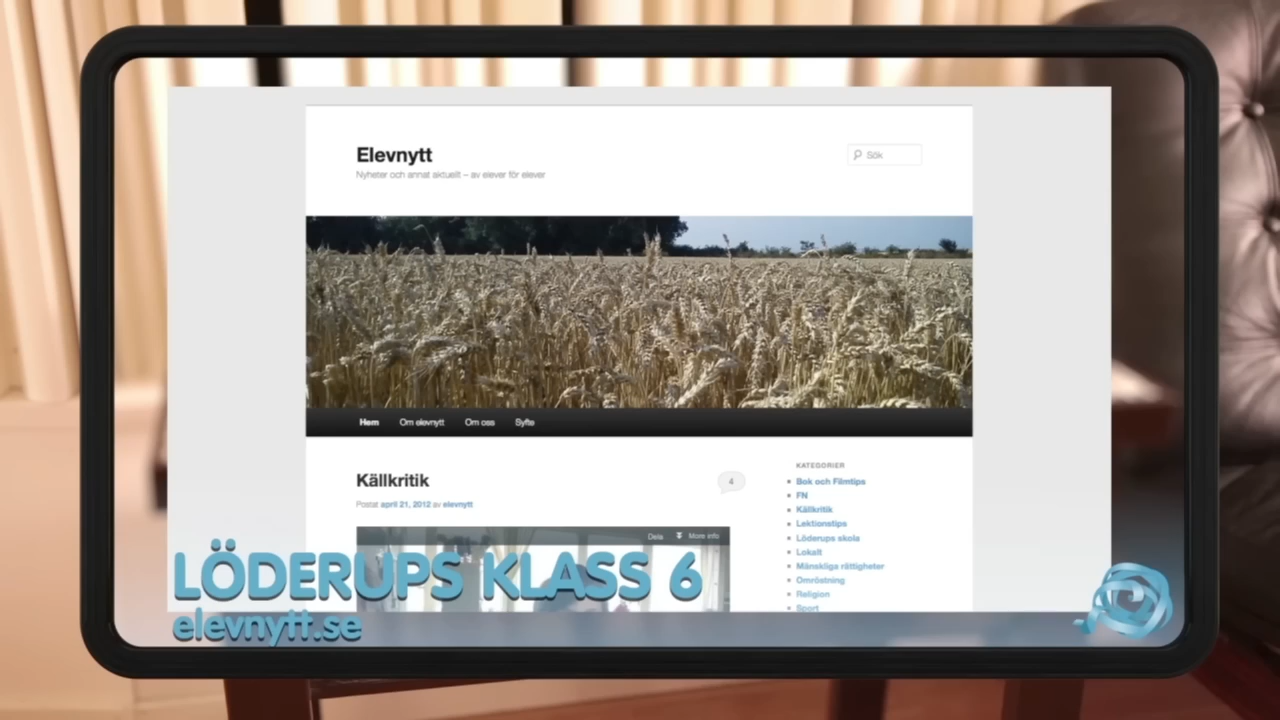 Elevnytt
Nyheter och annat aktuellt – av elever för elever
Sök
Hem Om elevnytt Om oss Syfte
Källkritik
4
Postat april 21, 2012 av elevnytt
Dela More info
KATEGORIER
Bok och Filmtips
FN
Källkritik
Lektionstips
Löderups skola
Lokalt
Mänskliga rättigheter
Omröstning
Religion
Sport
LÖDERUPS KLASS 6
elevnytt.se